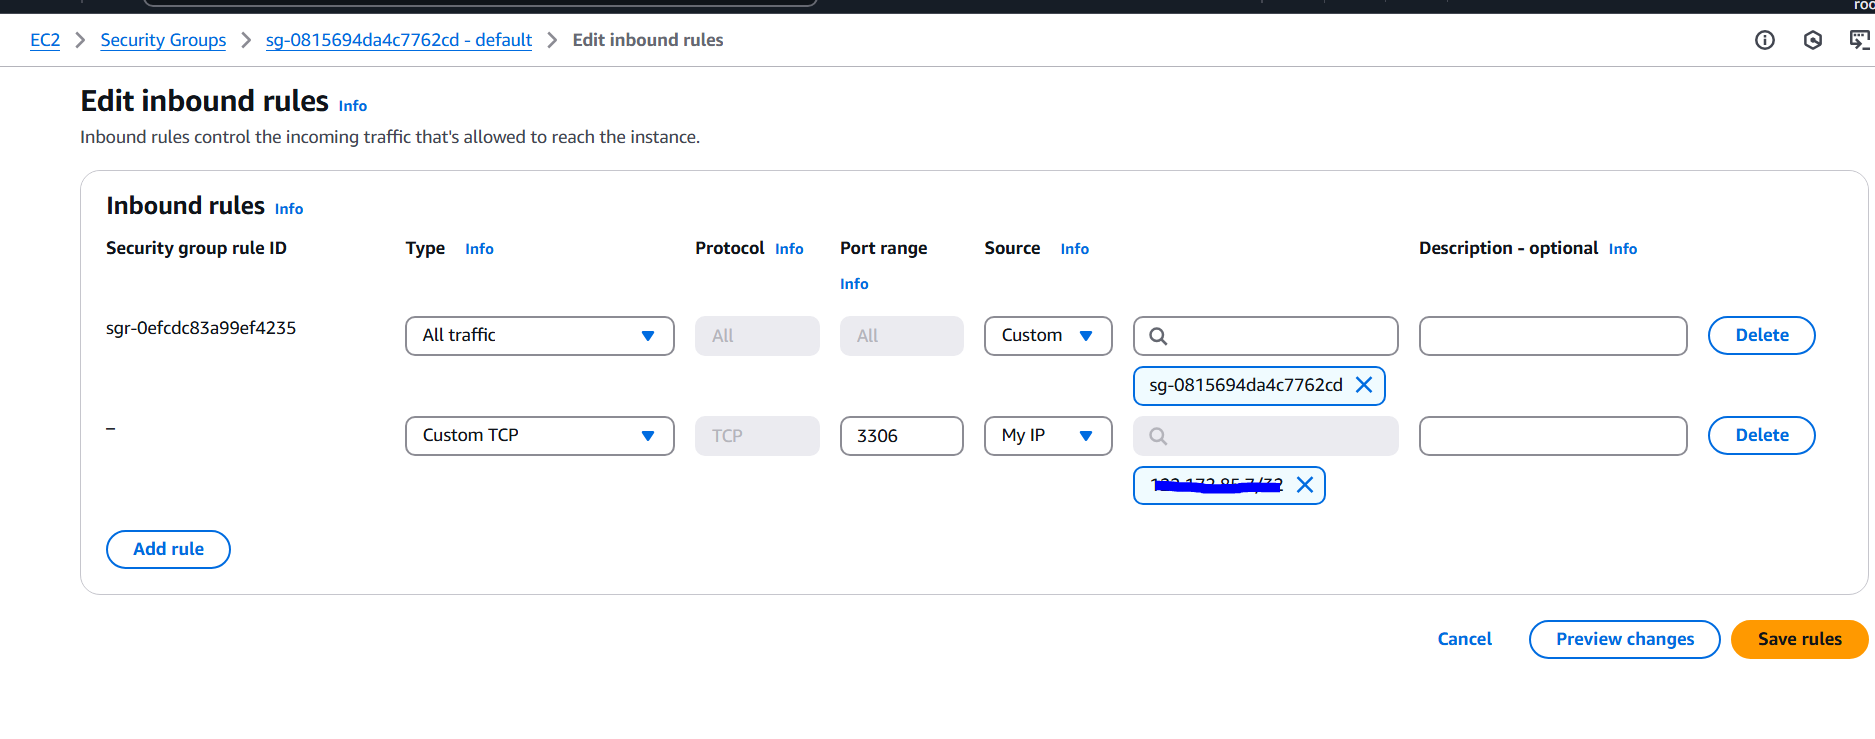 EC2 > Security Groups > sg-0815694da4c7762cd - default > Edit inbound rules
Edit inbound rules Info
Inbound rules control the incoming traffic that's allowed to reach the instance.
Inbound rules Info
Security group rule ID Type Info Protocol Info Port range Info Source Info Description - optional Info
sgr-0efcdc83a99ef4235 All traffic All All Custom Delete
sg-0815694da4c7762cd
– Custom TCP TCP 3306 My IP Delete
Add rule
Cancel Preview changes Save rules